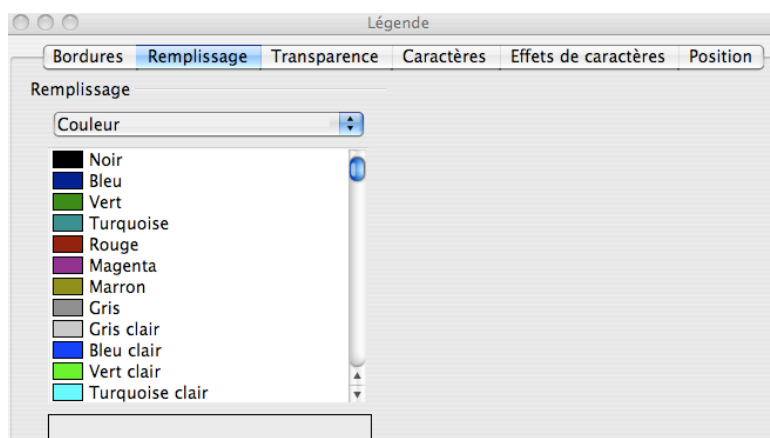 Légende
Bordures Remplissage Transparence Caractères Effets de caractères Position
Remplissage
Couleur
Noir
Bleu
Vert
Turquoise
Rouge
Magenta
Marron
Gris
Gris clair
Bleu clair
Vert clair
Turquoise clair